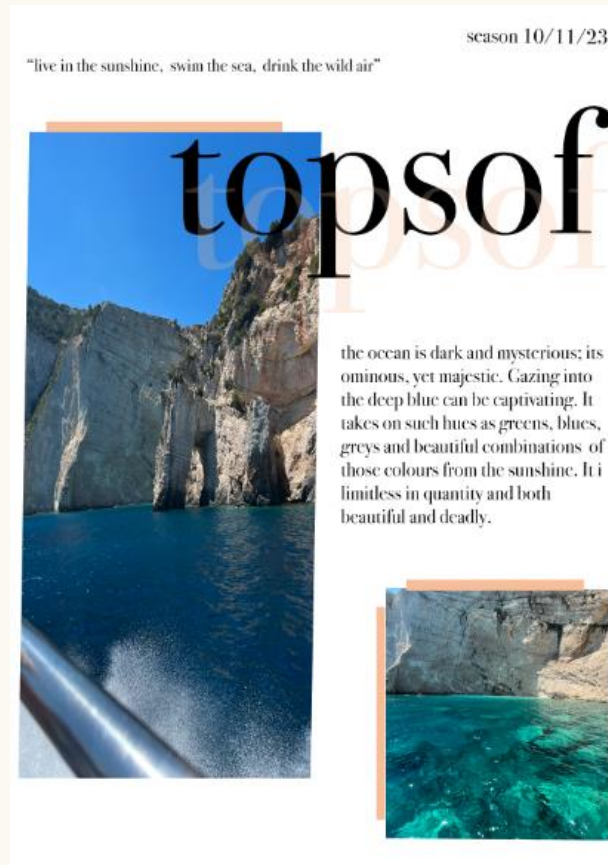 season 10/11/23
“live in the sunshine, swim the sea, drink the wild air”
topsof
the ocean is dark and mysterious; its
ominous, yet majestic. Gazing into
the deep blue can be captivating. It
takes on such hues as greens, blues,
greys and beautiful combinations of
those colours from the sunshine. It i
limitless in quantity and both
beautiful and deadly.